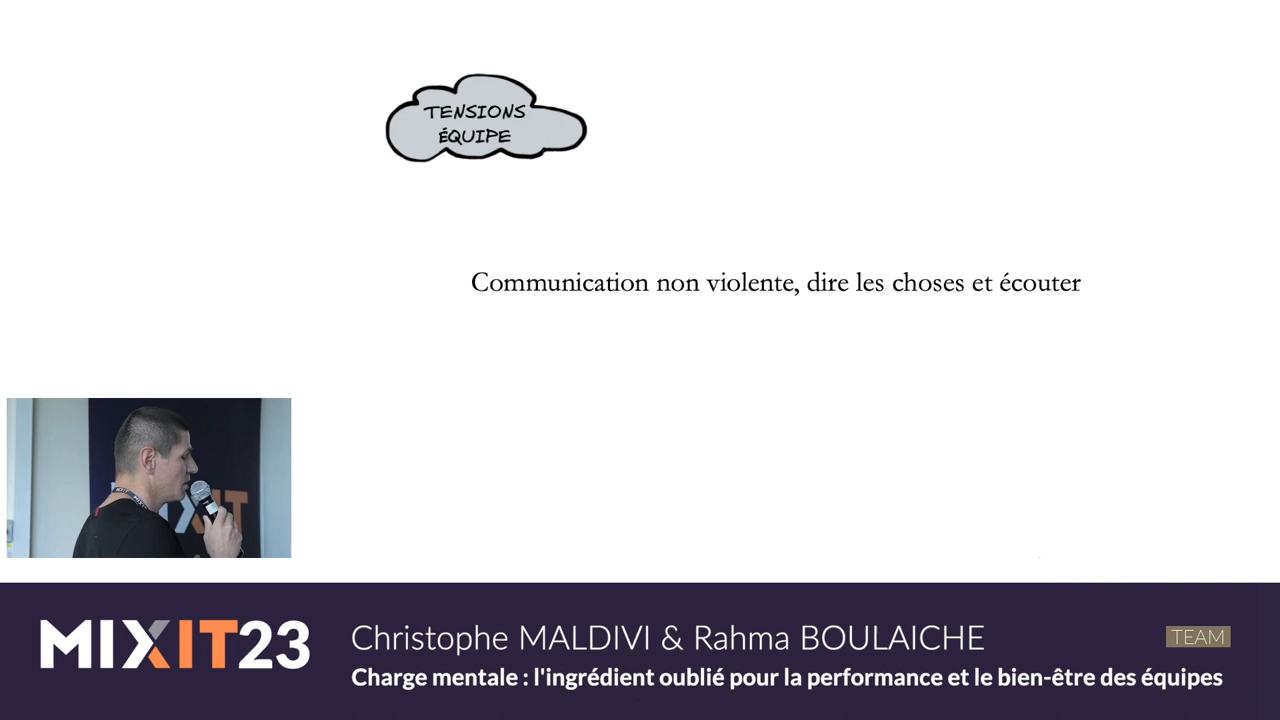 TENSIONS
ÉQUIPE
Communication non violente, dire les choses et écouter
XIT
MIXIT23
Christophe MALDIVI & Rahma BOULAICHE
TEAM
Charge mentale : l'ingrédient oublié pour la performance et le bien-être des équipes